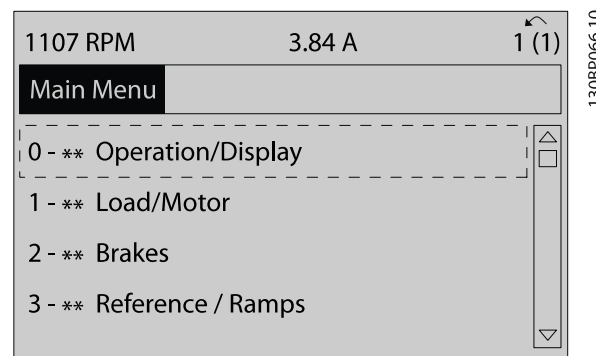 1107 RPM 3.84 A 1 (1)
Main Menu
0 - ** Operation/Display
1 - ** Load/Motor
2 - ** Brakes
3 - ** Reference / Ramps
130BP066.10